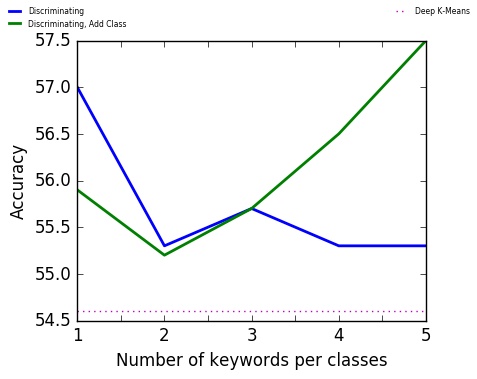 Discriminating
Discriminating, Add Class
Deep K-Means
57.5
57.0
56.5
56.0
55.5
55.0
54.5
Accuracy
1 2 3 4 5
Number of keywords per classes